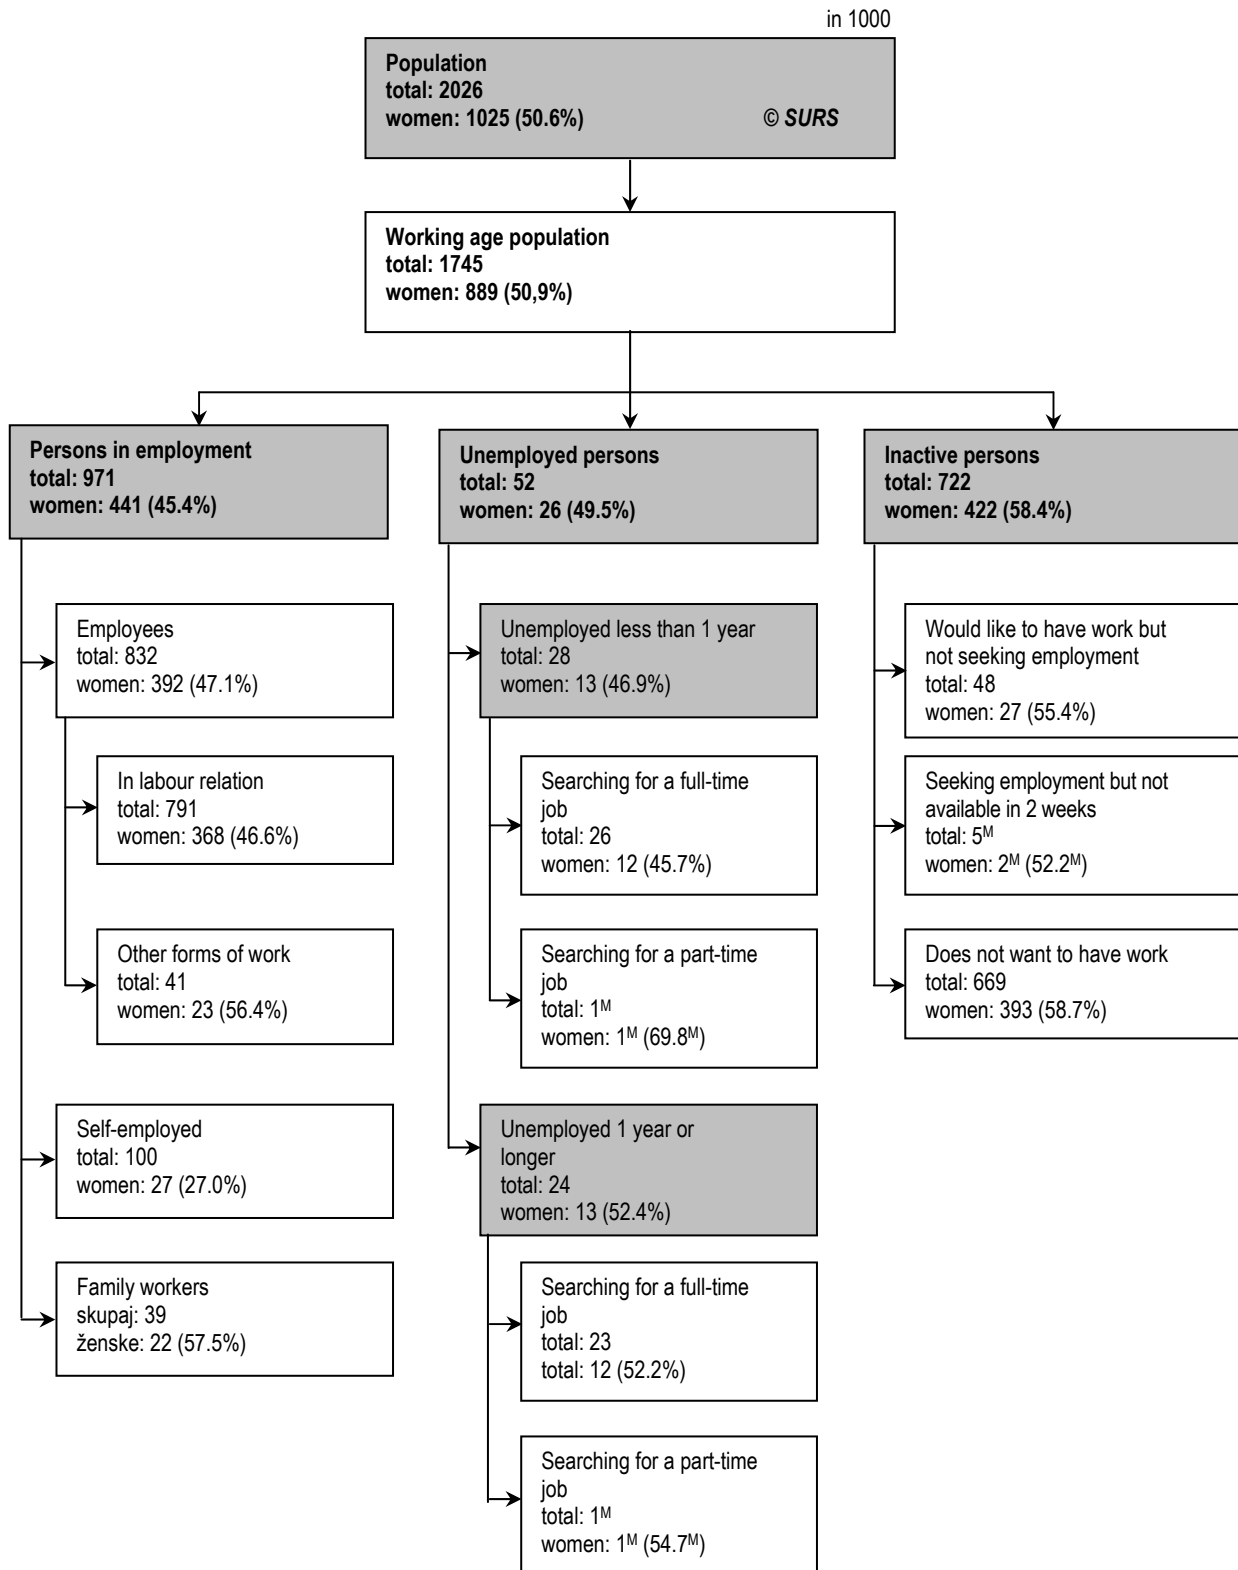 in 1000
Population
total: 2026
women: 1025 (50.6%) © SURS
Working age population
total: 1745
women: 889 (50,9%)
Persons in employment
total: 971
women: 441 (45.4%)
Employees
total: 832
women: 392 (47.1%)
In labour relation
total: 791
women: 368 (46.6%)
Other forms of work
total: 41
women: 23 (56.4%)
Self-employed
total: 100
women: 27 (27.0%)
Family workers
skupaj: 39
ženske: 22 (57.5%)
Unemployed persons
total: 52
women: 26 (49.5%)
Unemployed less than 1 year
total: 28
women: 13 (46.9%)
Searching for a full-time
job
total: 26
women: 12 (45.7%)
Searching for a part-time
job
total: 1ᴹ
women: 1ᴹ (69.8ᴹ)
Unemployed 1 year or
longer
total: 24
women: 13 (52.4%)
Searching for a full-time
job
total: 23
total: 12 (52.2%)
Searching for a part-time
job
total: 1ᴹ
women: 1ᴹ (54.7ᴹ)
Inactive persons
total: 722
women: 422 (58.4%)
Would like to have work but
not seeking employment
total: 48
women: 27 (55.4%)
Seeking employment but not
available in 2 weeks
total: 5ᴹ
women: 2ᴹ (52.2ᴹ)
Does not want to have work
total: 669
women: 393 (58.7%)